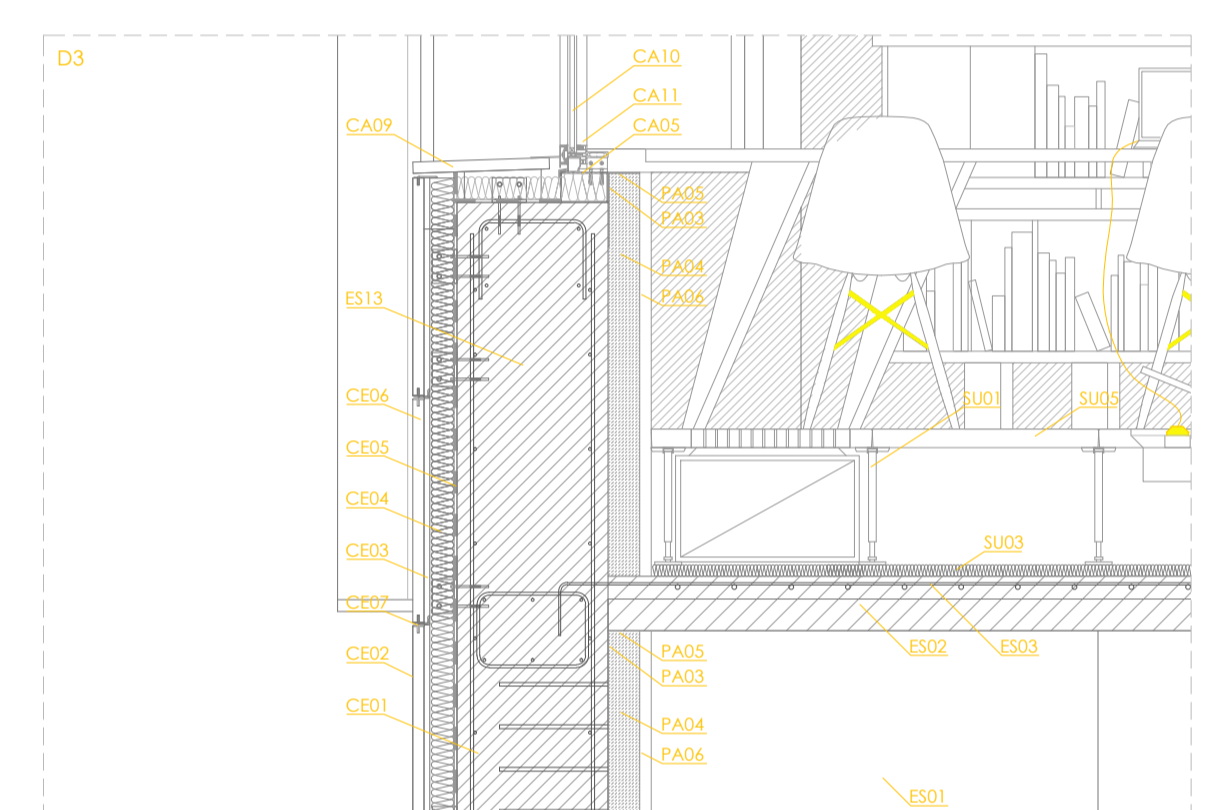 D3
CA10
CA11
CA09
CA05
PA05
PA03
PA04
PA06
ES13
CE06
SU01
SU05
CE05
CE04
SU03
CE03
CE07
ES02
ES03
CE02
PA05
PA03
CE01
PA04
PA06
ES01